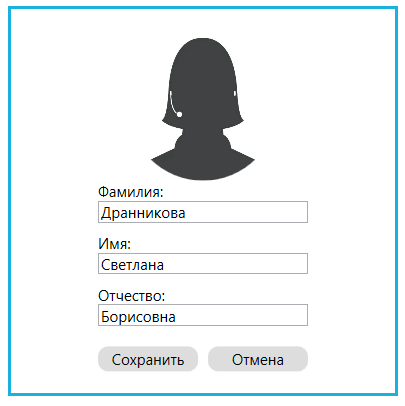 Фамилия:
Дранникова
Имя:
Светлана
Отчество:
Борисовна
Сохранить Отмена